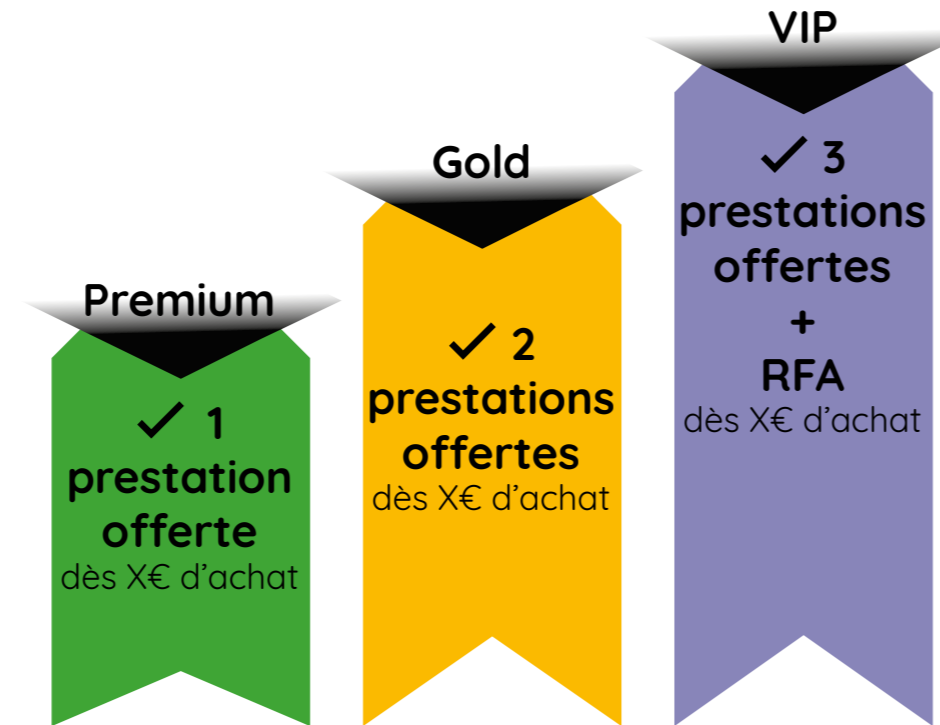 Premium
✓ 1
prestation
offerte
dès X€ d’achat
Gold
✓ 2
prestations
offertes
dès X€ d’achat
VIP
✓ 3
prestations
offertes
+
RFA
dès X€ d’achat